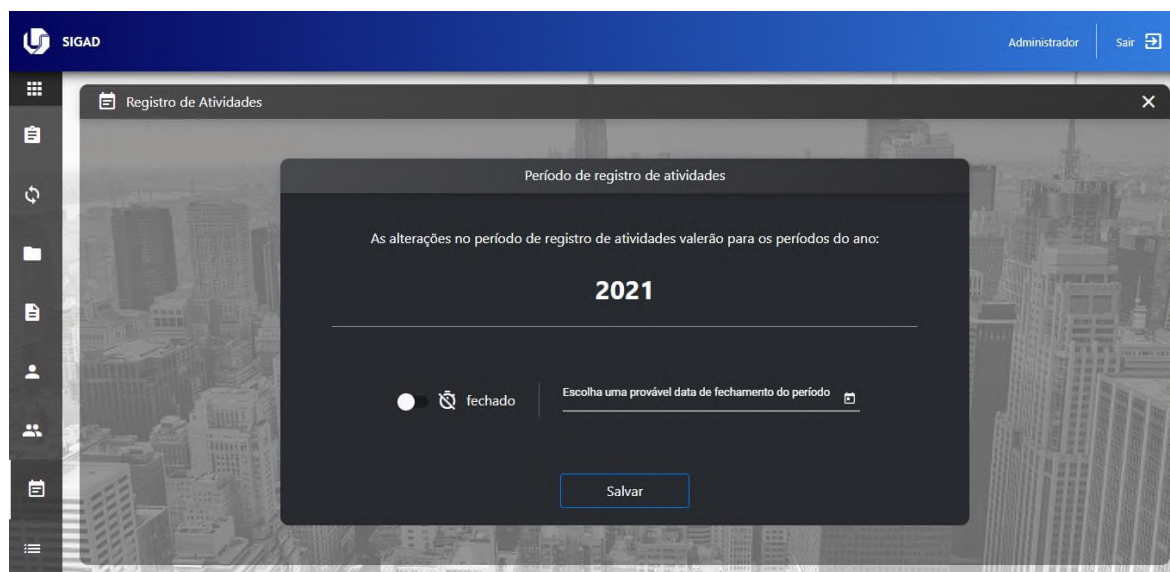 SIGAD
Administrador
Sair
Registro de Atividades
Período de registro de atividades
As alterações no período de registro de atividades valerão para os períodos do ano:
2021
fechado
Escolha uma provável data de fechamento do período
Salvar